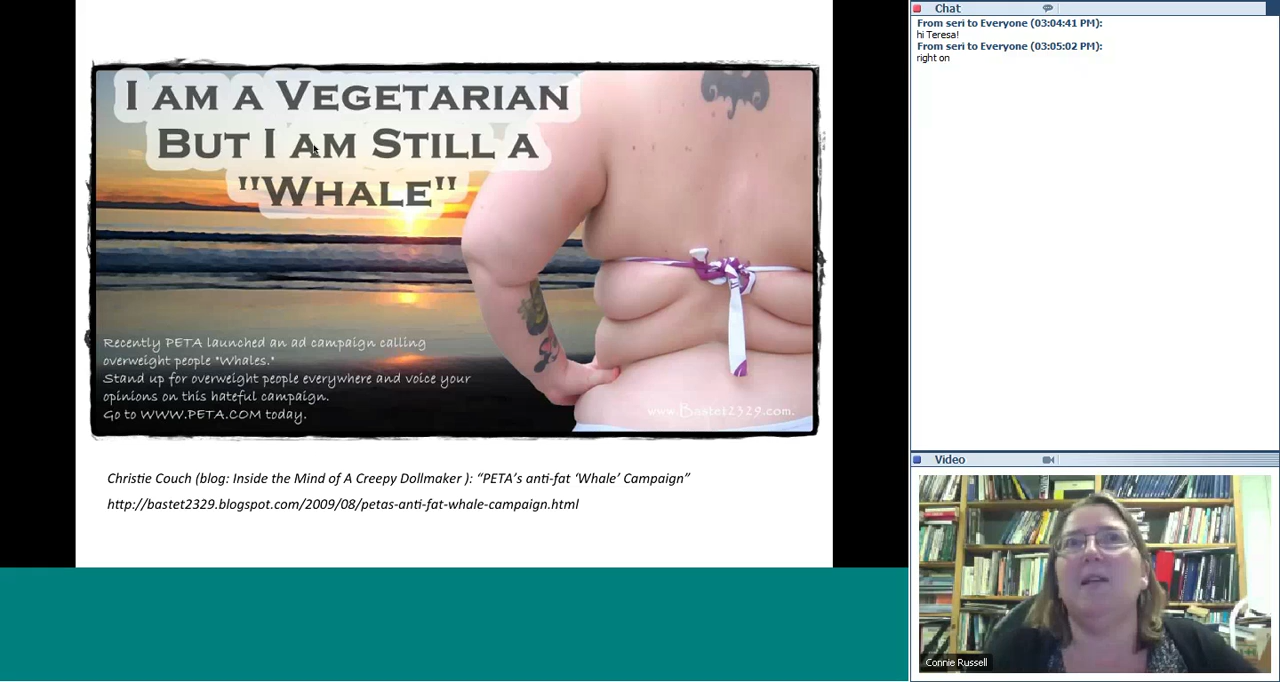 I AM A VEGETARIAN
BUT I AM STILL A
"WHALE"
Recently PETA launched an ad campaign calling
overweight people "Whales."
Stand up for overweight people everywhere and voice your
opinions on this hateful campaign.
Go to WWW.PETA.COM today.
www.Bastet2329.com.
Christie Couch (blog: Inside the Mind of A Creepy Dollmaker ): “PETA’s anti-fat ‘Whale’ Campaign”
http://bastet2329.blogspot.com/2009/08/petas-anti-fat-whale-campaign.html
Chat
From seri to Everyone (03:04:41 PM):
hi Teresa!
From seri to Everyone (03:05:02 PM):
right on
Video
Connie Russell